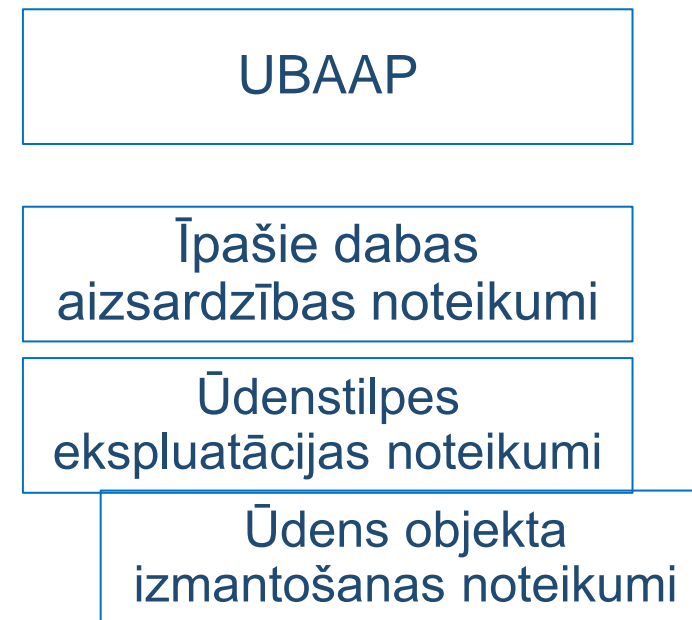 UBAAP
Īpašie dabas
aizsardzības noteikumi
Ūdenstilpes
ekspluatācijas noteikumi
Ūdens objekta
izmantošanas noteikumi